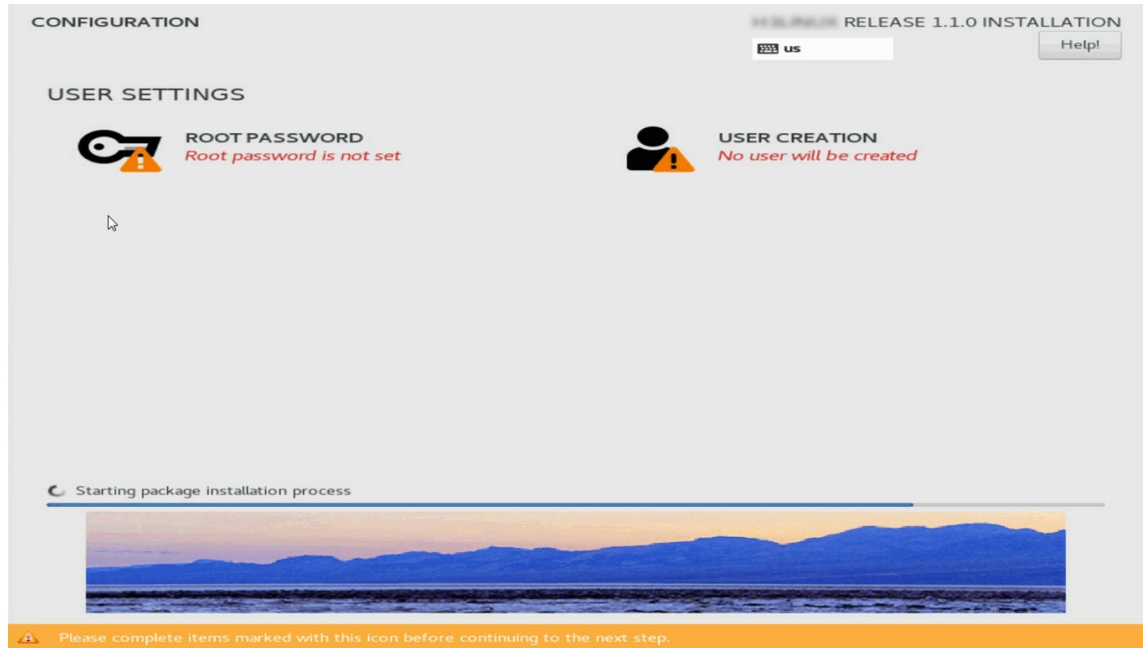 CONFIGURATION
RELEASE 1.1.0 INSTALLATION
us
Help!
USER SETTINGS
ROOT PASSWORD
Root password is not set
USER CREATION
No user will be created
Starting package installation process
Please complete items marked with this icon before continuing to the next step.